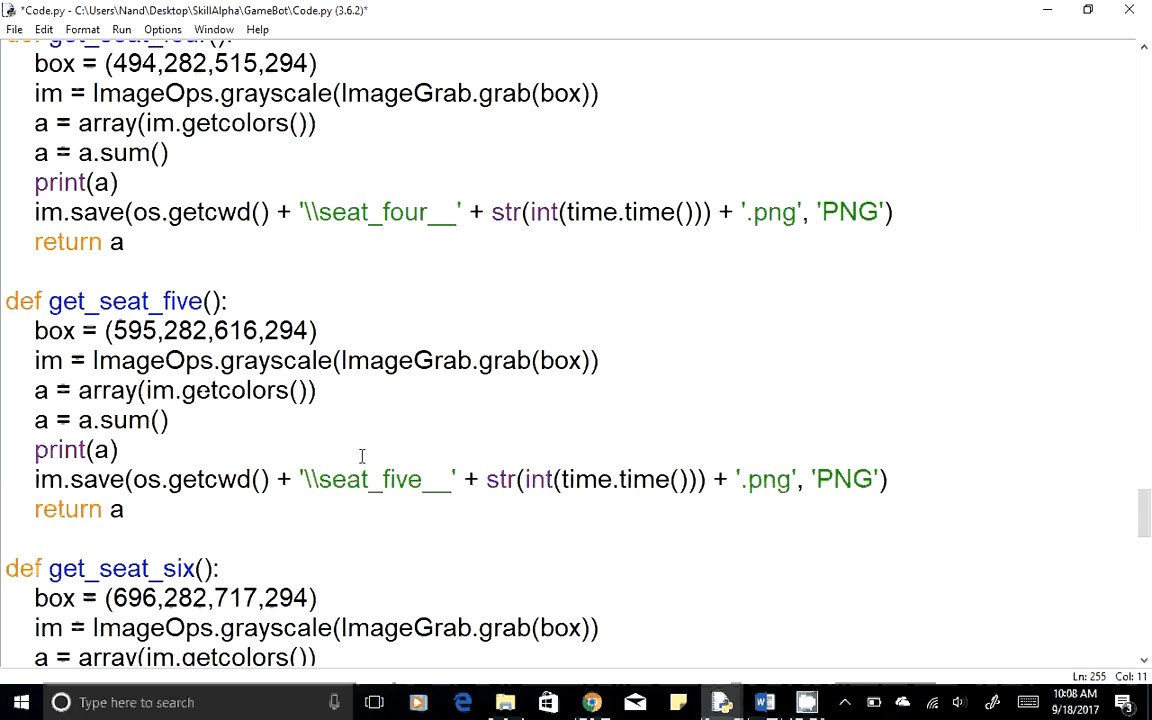 *Code.py - C:\Users\Nand\Desktop\SkillAlpha\GameBot\Code.py (3.6.2)*
File Edit Format Run Options Window Help
def get_seat_four():
box = (494,282,515,294)
im = ImageOps.grayscale(ImageGrab.grab(box))
a = array(im.getcolors())
a = a.sum()
print(a)
im.save(os.getcwd() + '\\seat_four__' + str(int(time.time())) + '.png', 'PNG')
return a
def get_seat_five():
box = (595,282,616,294)
im = ImageOps.grayscale(ImageGrab.grab(box))
a = array(im.getcolors())
a = a.sum()
print(a)
im.save(os.getcwd() + '\\seat_five__' + str(int(time.time())) + '.png', 'PNG')
return a
def get_seat_six():
box = (696,282,717,294)
im = ImageOps.grayscale(ImageGrab.grab(box))
a = array(im.getcolors())
Ln: 255 Col: 11
Type here to search
10:08 AM
9/18/2017
3